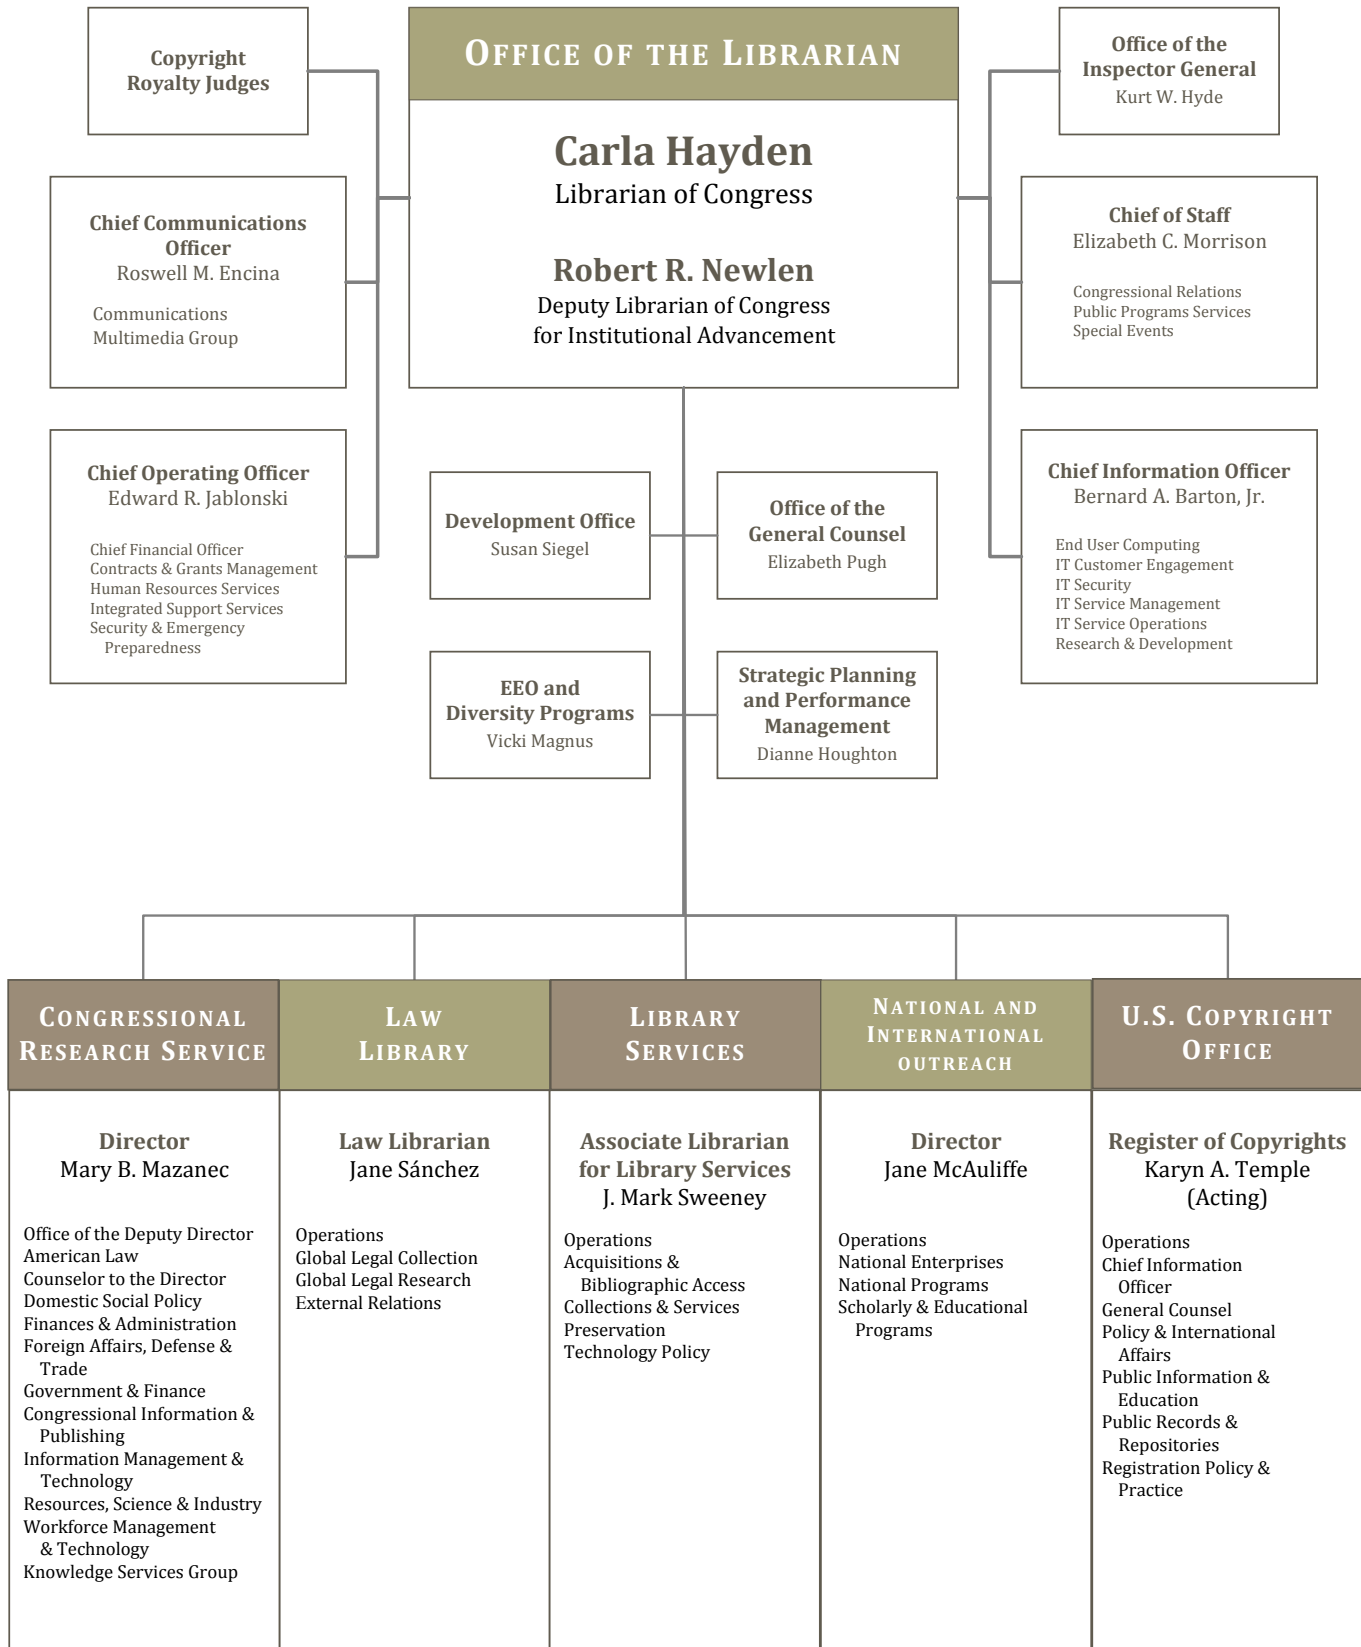 Copyright
Royalty Judges
OFFICE OF THE LIBRARIAN
Carla Hayden
Librarian of Congress
Robert R. Newlen
Deputy Librarian of Congress
for Institutional Advancement
Office of the
Inspector General
Kurt W. Hyde
Chief Communications
Officer
Roswell M. Encina
Communications
Multimedia Group
Chief of Staff
Elizabeth C. Morrison
Congressional Relations
Public Programs Services
Special Events
Chief Operating Officer
Edward R. Jablonski
Chief Financial Officer
Contracts & Grants Management
Human Resources Services
Integrated Support Services
Security & Emergency
Preparedness
Development Office
Susan Siegel
Office of the
General Counsel
Elizabeth Pugh
Chief Information Officer
Bernard A. Barton, Jr.
End User Computing
IT Customer Engagement
IT Security
IT Service Management
IT Service Operations
Research & Development
EEO and
Diversity Programs
Vicki Magnus
Strategic Planning
and Performance
Management
Dianne Houghton
CONGRESSIONAL
RESEARCH SERVICE
Director
Mary B. Mazanec
Office of the Deputy Director
American Law
Counselor to the Director
Domestic Social Policy
Finances & Administration
Foreign Affairs, Defense &
Trade
Government & Finance
Congressional Information &
Publishing
Information Management &
Technology
Resources, Science & Industry
Workforce Management
& Technology
Knowledge Services Group
LAW
LIBRARY
Law Librarian
Jane Sánchez
Operations
Global Legal Collection
Global Legal Research
External Relations
LIBRARY
SERVICES
Associate Librarian
for Library Services
J. Mark Sweeney
Operations
Acquisitions &
Bibliographic Access
Collections & Services
Preservation
Technology Policy
NATIONAL AND
INTERNATIONAL
OUTREACH
Director
Jane McAuliffe
Operations
National Enterprises
National Programs
Scholarly & Educational
Programs
U.S. COPYRIGHT
OFFICE
Register of Copyrights
Karyn A. Temple
(Acting)
Operations
Chief Information
Officer
General Counsel
Policy & International
Affairs
Public Information &
Education
Public Records &
Repositories
Registration Policy &
Practice